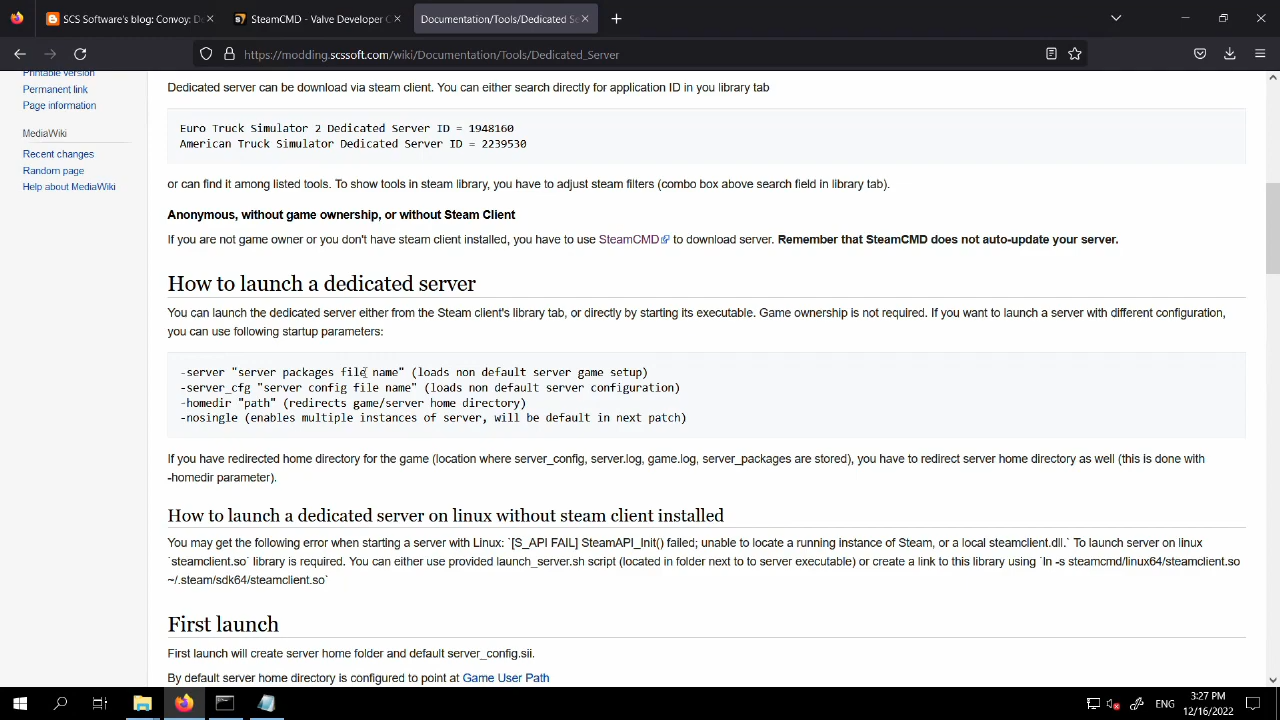 SCS Software's blog: Convoy: De
SteamCMD - Valve Developer C
Documentation/Tools/Dedicated Se
https://modding.scssoft.com/wiki/Documentation/Tools/Dedicated_Server
Printable version
Permanent link
Page information
MediaWiki
Recent changes
Random page
Help about MediaWiki
Dedicated server can be download via steam client. You can either search directly for application ID in you library tab
Euro Truck Simulator 2 Dedicated Server ID = 1948160
American Truck Simulator Dedicated Server ID = 2239530
or can find it among listed tools. To show tools in steam library, you have to adjust steam filters (combo box above search field in library tab).
Anonymous, without game ownership, or without Steam Client
If you are not game owner or you don't have steam client installed, you have to use SteamCMD to download server. Remember that SteamCMD does not auto-update your server.
How to launch a dedicated server
You can launch the dedicated server either from the Steam client's library tab, or directly by starting its executable. Game ownership is not required. If you want to launch a server with different configuration,
you can use following startup parameters:
-server "server packages file name" (loads non default server game setup)
-server_cfg "server config file name" (loads non default server configuration)
-homedir "path" (redirects game/server home directory)
-nosingle (enables multiple instances of server, will be default in next patch)
If you have redirected home directory for the game (location where server_config, server.log, game.log, server_packages are stored), you have to redirect server home directory as well (this is done with
-homedir parameter).
How to launch a dedicated server on linux without steam client installed
You may get the following error when starting a server with Linux: `[S_API FAIL] SteamAPI_Init() failed; unable to locate a running instance of Steam, or a local steamclient.dll.` To launch server on linux
`steamclient.so` library is required. You can either use provided launch_server.sh script (located in folder next to to server executable) or create a link to this library using `ln -s steamcmd/linux64/steamclient.so
~/.steam/sdk64/steamclient.so`
First launch
First launch will create server home folder and default server_config.sii.
By default server home directory is configured to point at Game User Path
ENG
3:27 PM
12/16/2022